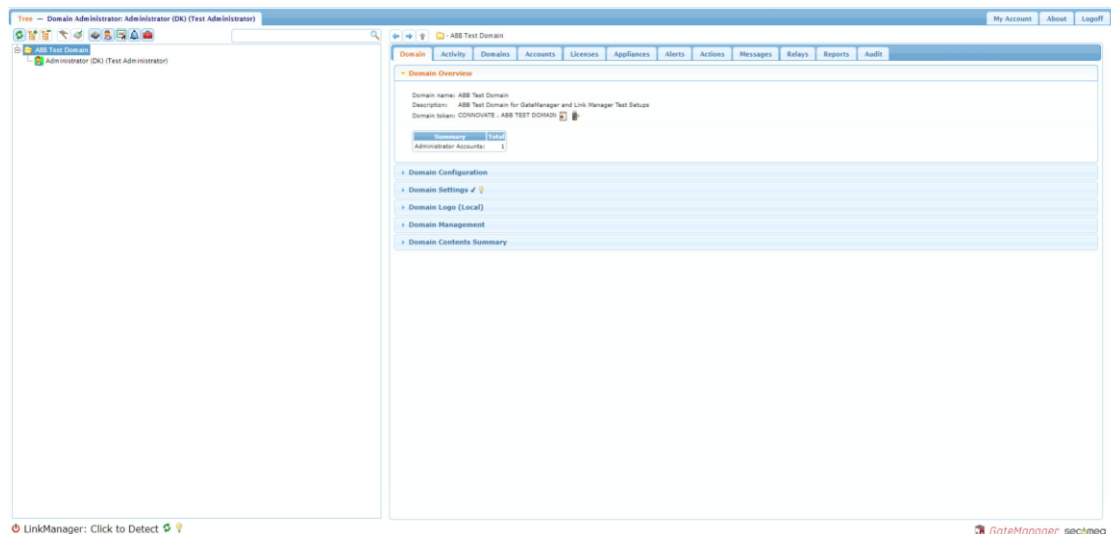 Tree — Domain Administrator: Administrator (DK) (Test Administrator)
My Account About Logoff
ABB Test Domain
Administrator (DK) (Test Administrator)
- ABB Test Domain
Domain Activity Domains Accounts Licenses Appliances Alerts Actions Messages Relays Reports Audit
Domain Overview
Domain name: ABB Test Domain
Description: ABB Test Domain for GateManager and Link Manager Test Setups
Domain token: CONNOVATE . ABB TEST DOMAIN
Summary Total
Administrator Accounts: 1
Domain Configuration
Domain Settings ✔
Domain Logo (Local)
Domain Management
Domain Contents Summary
LinkManager: Click to Detect
GateManager secomea